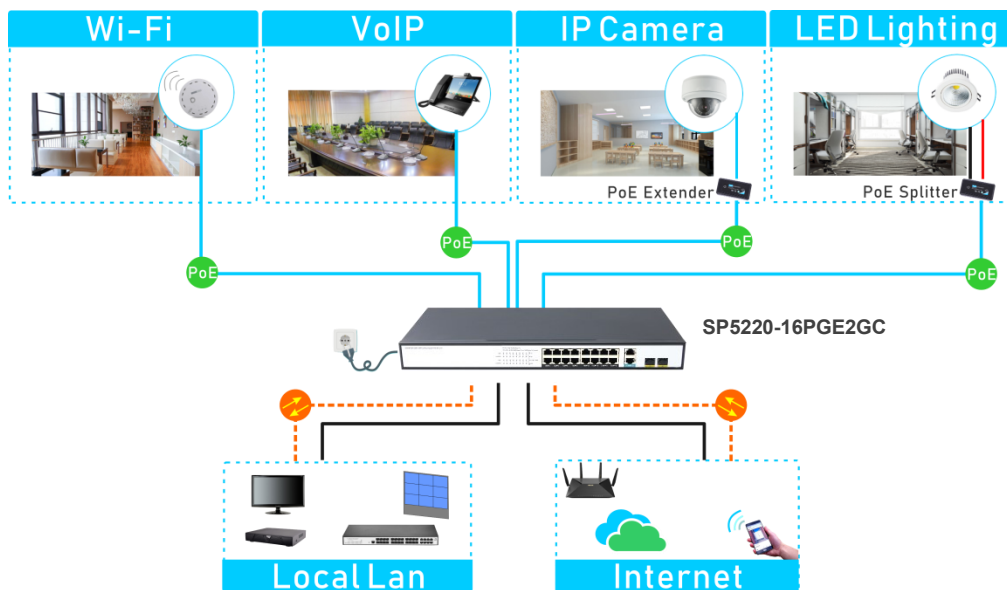 Wi-Fi
VoIP
IP Camera
LED Lighting
PoE Extender
PoE Splitter
PoE
PoE
PoE
PoE
SP5220-16PGE2GC
Local Lan
Internet